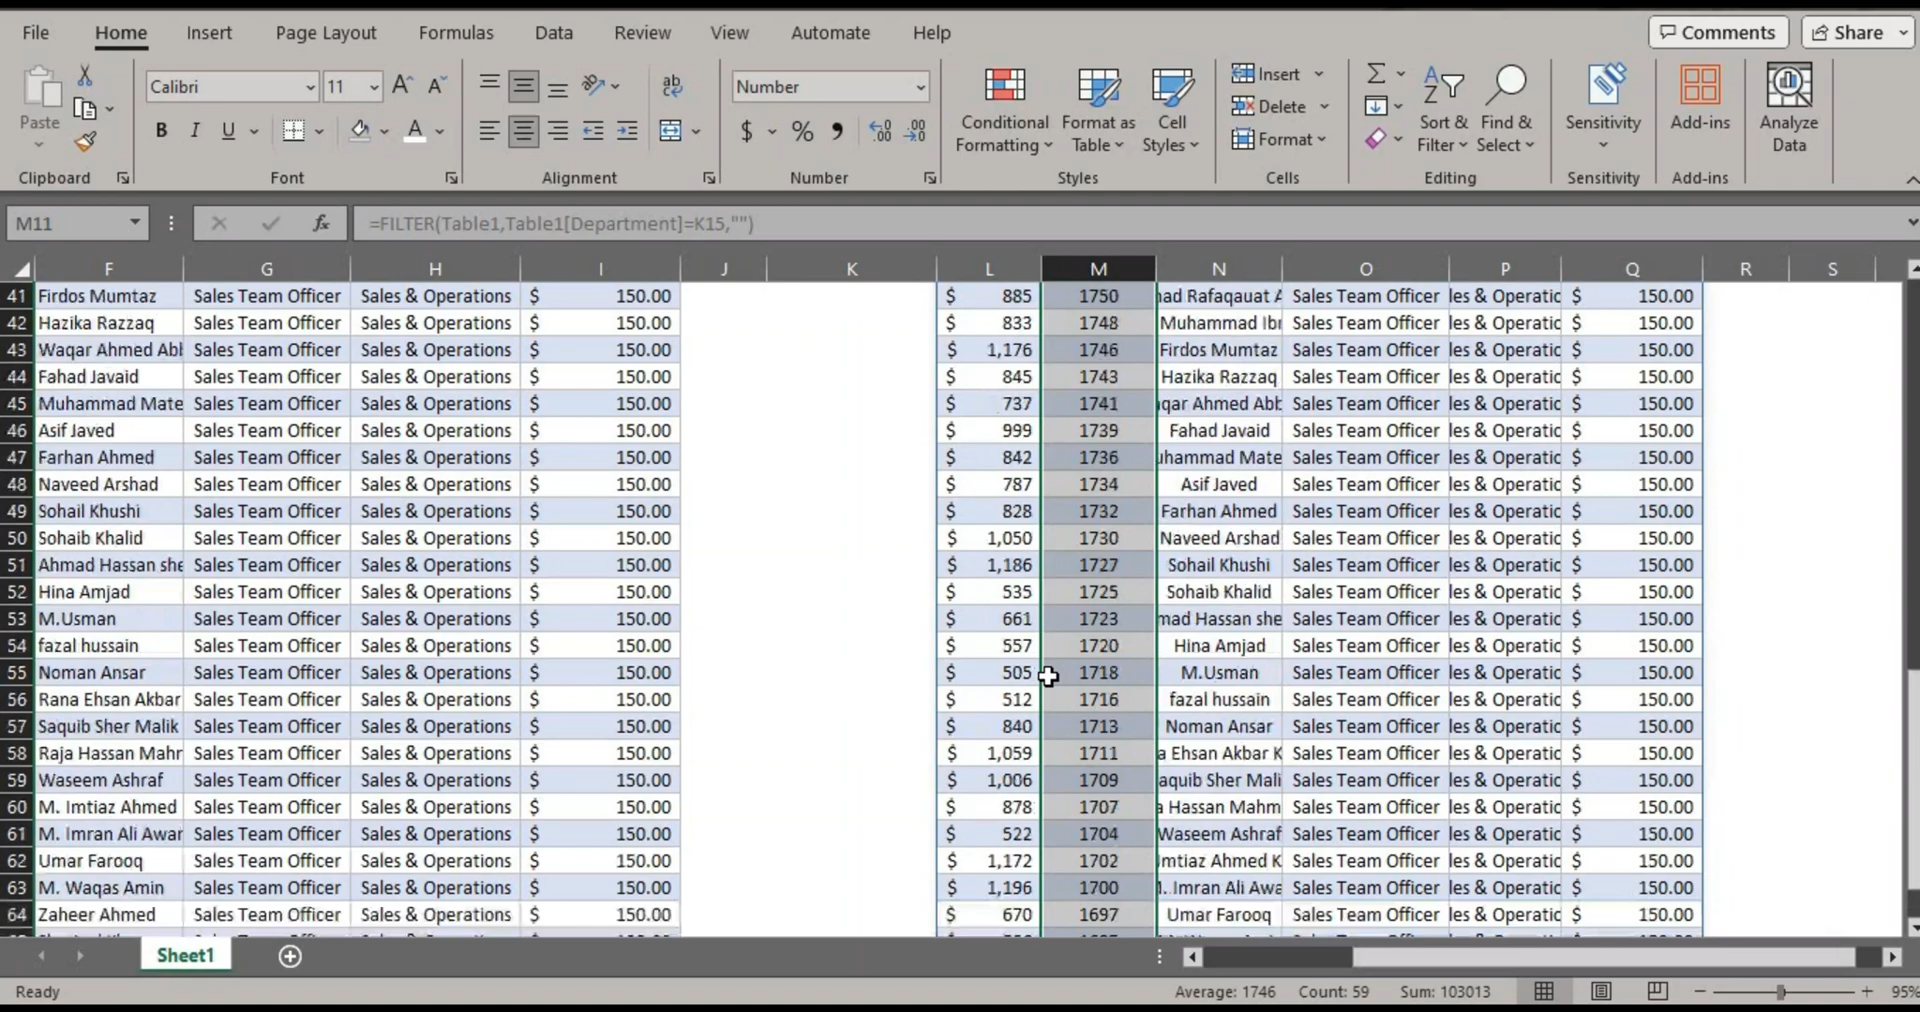 File Home Insert Page Layout Formulas Data Review View Automate Help Comments Share
Paste Calibri 11 ab Number Conditional Formatting Format as Table Cell Styles Insert Delete Format Sort & Filter Find & Select Sensitivity Add-ins Analyze Data
B I U A $ %
Clipboard Font Alignment Number Styles Cells Editing Sensitivity Add-ins
M11 fx =FILTER(Table1,Table1[Department]=K15,"")
F G H I J K L M N O P Q R S
41 Firdos Mumtaz Sales Team Officer Sales & Operations $ 150.00 $ 885 1750 nad Rafaqauat A Sales Team Officer les & Operatic $ 150.00
42 Hazika Razzaq Sales Team Officer Sales & Operations $ 150.00 $ 833 1748 Muhammad Ibr Sales Team Officer les & Operatic $ 150.00
43 Waqar Ahmed Abb Sales Team Officer Sales & Operations $ 150.00 $ 1,176 1746 Firdos Mumtaz Sales Team Officer les & Operatic $ 150.00
44 Fahad Javaid Sales Team Officer Sales & Operations $ 150.00 $ 845 1743 Hazika Razzaq Sales Team Officer les & Operatic $ 150.00
45 Muhammad Mate Sales Team Officer Sales & Operations $ 150.00 $ 737 1741 qar Ahmed Abb Sales Team Officer les & Operatic $ 150.00
46 Asif Javed Sales Team Officer Sales & Operations $ 150.00 $ 999 1739 Fahad Javaid Sales Team Officer les & Operatic $ 150.00
47 Farhan Ahmed Sales Team Officer Sales & Operations $ 150.00 $ 842 1736 uhammad Mate Sales Team Officer les & Operatic $ 150.00
48 Naveed Arshad Sales Team Officer Sales & Operations $ 150.00 $ 787 1734 Asif Javed Sales Team Officer les & Operatic $ 150.00
49 Sohail Khushi Sales Team Officer Sales & Operations $ 150.00 $ 828 1732 Farhan Ahmed Sales Team Officer les & Operatic $ 150.00
50 Sohaib Khalid Sales Team Officer Sales & Operations $ 150.00 $ 1,050 1730 Naveed Arshad Sales Team Officer les & Operatic $ 150.00
51 Ahmad Hassan she Sales Team Officer Sales & Operations $ 150.00 $ 1,186 1727 Sohail Khushi Sales Team Officer les & Operatic $ 150.00
52 Hina Amjad Sales Team Officer Sales & Operations $ 150.00 $ 535 1725 Sohaib Khalid Sales Team Officer les & Operatic $ 150.00
53 M.Usman Sales Team Officer Sales & Operations $ 150.00 $ 661 1723 mad Hassan she Sales Team Officer les & Operatic $ 150.00
54 fazal hussain Sales Team Officer Sales & Operations $ 150.00 $ 557 1720 Hina Amjad Sales Team Officer les & Operatic $ 150.00
55 Noman Ansar Sales Team Officer Sales & Operations $ 150.00 $ 505 1718 M.Usman Sales Team Officer les & Operatic $ 150.00
56 Rana Ehsan Akbar Sales Team Officer Sales & Operations $ 150.00 $ 512 1716 fazal hussain Sales Team Officer les & Operatic $ 150.00
57 Saquib Sher Malik Sales Team Officer Sales & Operations $ 150.00 $ 840 1713 Noman Ansar Sales Team Officer les & Operatic $ 150.00
58 Raja Hassan Mahr Sales Team Officer Sales & Operations $ 150.00 $ 1,059 1711 a Ehsan Akbar K Sales Team Officer les & Operatic $ 150.00
59 Waseem Ashraf Sales Team Officer Sales & Operations $ 150.00 $ 1,006 1709 aquib Sher Mali Sales Team Officer les & Operatic $ 150.00
60 M. Imtiaz Ahmed Sales Team Officer Sales & Operations $ 150.00 $ 878 1707 a Hassan Mahm Sales Team Officer les & Operatic $ 150.00
61 M. Imran Ali Awar Sales Team Officer Sales & Operations $ 150.00 $ 522 1704 Waseem Ashraf Sales Team Officer les & Operatic $ 150.00
62 Umar Farooq Sales Team Officer Sales & Operations $ 150.00 $ 1,172 1702 mtiaz Ahmed K Sales Team Officer les & Operatic $ 150.00
63 M. Waqas Amin Sales Team Officer Sales & Operations $ 150.00 $ 1,196 1700 1. Imran Ali Awa Sales Team Officer les & Operatic $ 150.00
64 Zaheer Ahmed Sales Team Officer Sales & Operations $ 150.00 $ 670 1697 Umar Farooq Sales Team Officer les & Operatic $ 150.00
Sheet1
Ready Average: 1746 Count: 59 Sum: 103013 95%